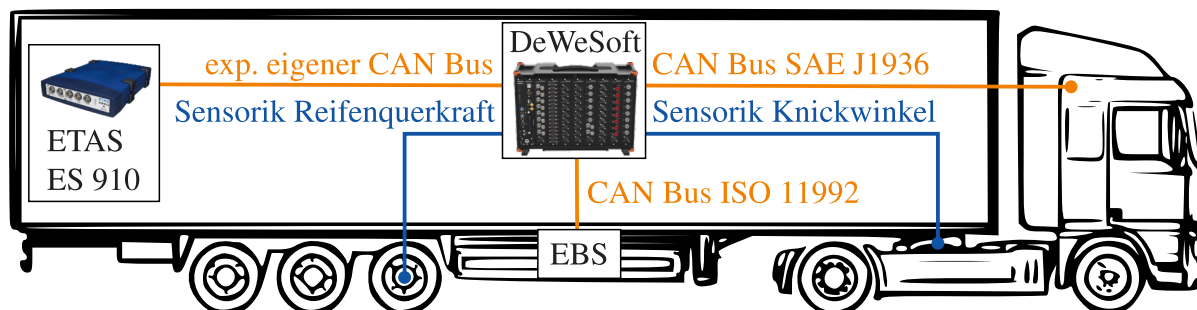 DeWeSoft
exp. eigener CAN Bus
CAN Bus SAE J1936
Sensorik Reifenquerkraft
Sensorik Knickwinkel
ETAS
ES 910
CAN Bus ISO 11992
EBS